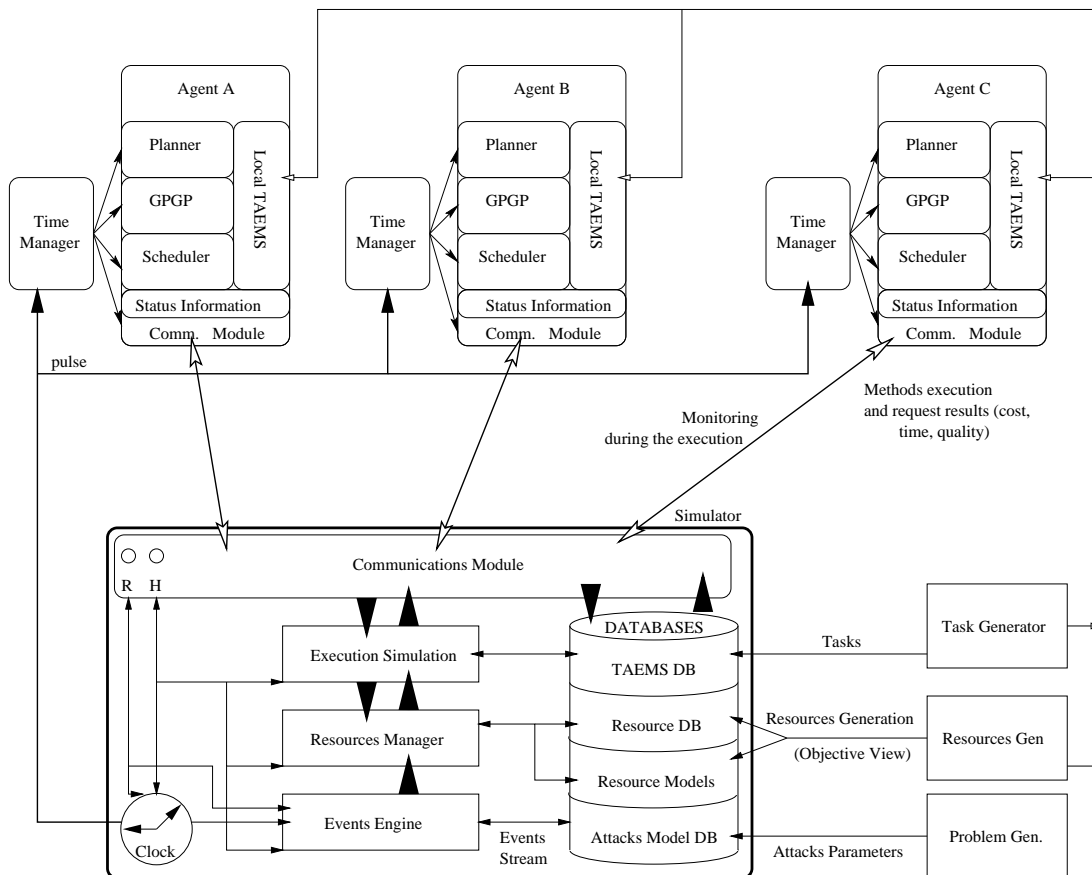 Agent A
Agent B
Agent C
Planner
GPGP
Scheduler
Local TAEMS
Status Information
Comm. Module
Planner
GPGP
Scheduler
Local TAEMS
Status Information
Comm. Module
Planner
GPGP
Scheduler
Local TAEMS
Status Information
Comm. Module
Time
Manager
Time
Manager
Time
Manager
pulse
Methods execution
and request results (cost,
time, quality)
Monitoring
during the execution
Simulator
Communications Module
R
H
DATABASES
Execution Simulation
TAEMS DB
Tasks
Task Generator
Resources Manager
Resource DB
Resources Generation
(Objective View)
Resources Gen
Resource Models
Events Engine
Events
Stream
Attacks Model DB
Attacks Parameters
Problem Gen.
Clock